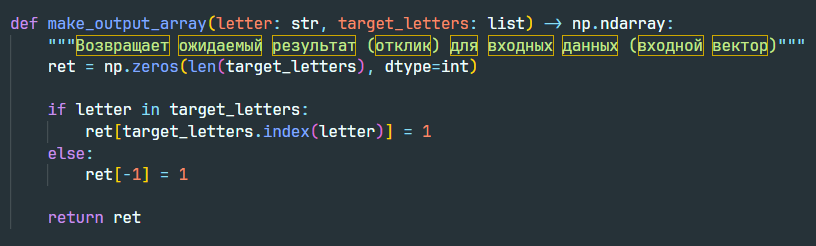 def make_output_array(letter: str, target_letters: list) -> np.ndarray:
    """Возвращает ожидаемый результат (отклик) для входных данных (входной вектор)"""
    ret = np.zeros(len(target_letters), dtype=int)

    if letter in target_letters:
        ret[target_letters.index(letter)] = 1
    else:
        ret[-1] = 1

    return ret